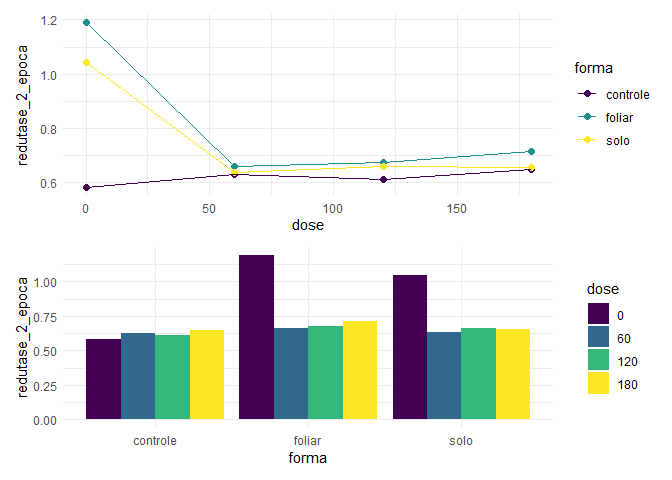 redutase_2_epoca
1.2
1.0
0.8
0.6
0
50
100
150
dose
forma
controle
foliar
solo
redutase_2_epoca
1.00
0.75
0.50
0.25
0.00
controle
foliar
solo
forma
dose
0
60
120
180